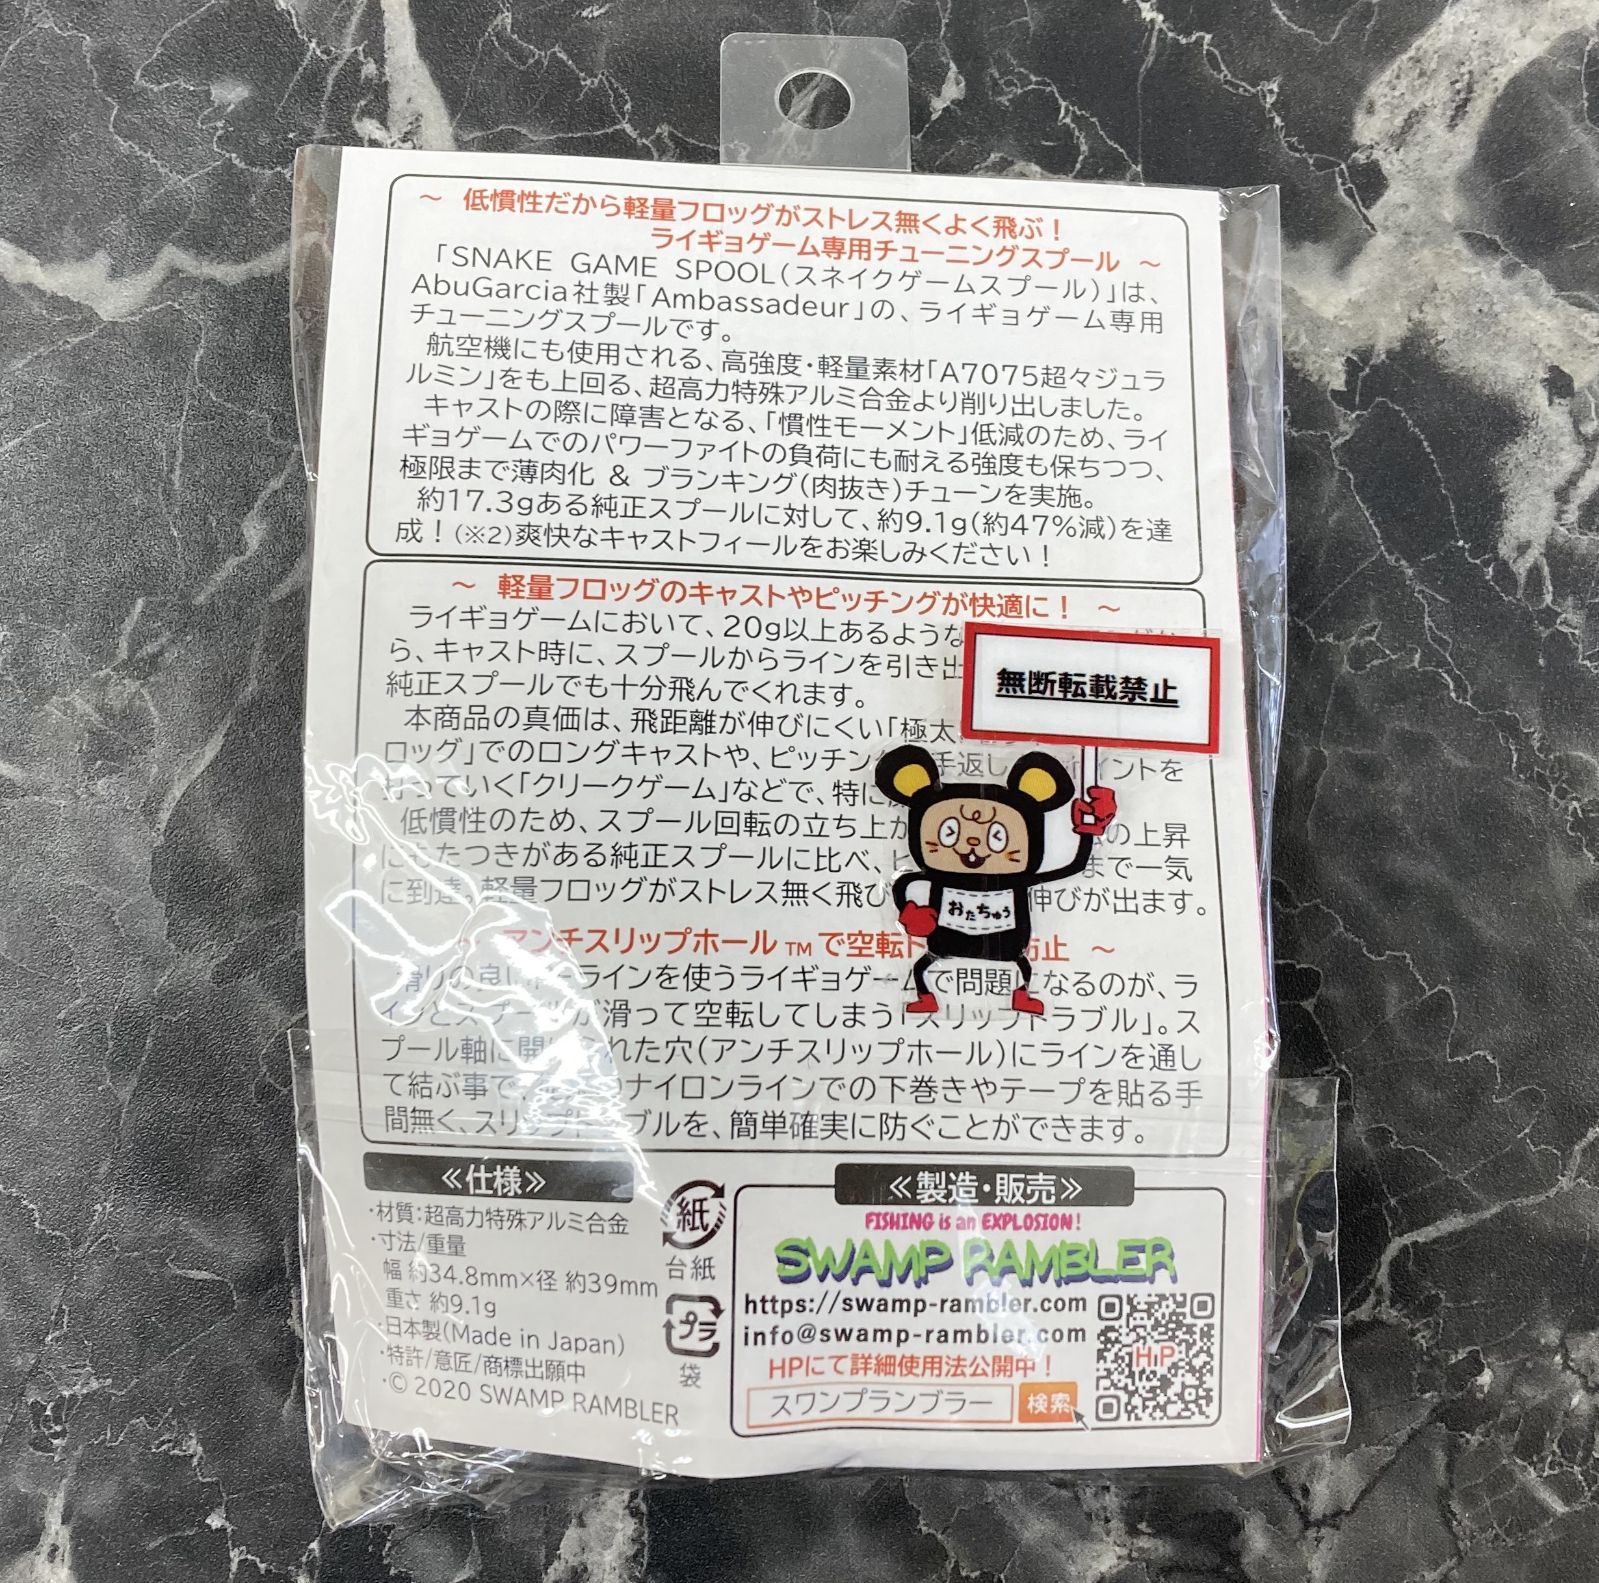 ～ 低慣性だから軽量フロッグがストレス無くよく飛ぶ！
ライギョゲーム専用チューニングスプール ～
「SNAKE GAME SPOOL（スネイクゲームスプール）」は、
AbuGarcia社製「Ambassadeur」の、ライギョゲーム専用
チューニングスプールです。
航空機にも使用される、高強度・軽量素材「A7075超々ジュラ
ルミン」をも上回る、超高力特殊アルミ合金より削り出しました。
キャストの際に障害となる、「慣性モーメント」低減のため、ライ
ギョゲームでのパワーファイトの負荷にも耐える強度も保ちつつ、
極限まで薄肉化 & ブランキング（肉抜き）チューンを実施。
約17.3gある純正スプールに対して、約9.1g（約47%減）を達
成！（※2）爽快なキャストフィールをお楽しみください！
～ 軽量フロッグのキャストやピッチングが快適に！ ～
ライギョゲームにおいて、20g以上あるような
ら、キャスト時に、スプールからラインを引き出
純正スプールでも十分飛んでくれます。
本商品の真価は、飛距離が伸びにくい「極太
ロッグ」でのロングキャストや、ピッチング 手返し イントを
っていく「クリークゲーム」などで、特に
低慣性のため、スプール回転の立ち上が の上昇
にもたつきがある純正スプールに比べ、ピ まで一気
に到達。軽量フロッグがストレス無く飛び 伸びが出ます。
～ アンチスリップホール™で空転ト 防止 ～
滑りの良い ラインを使うライギョゲームで問題になるのが、ラ
インとスプールが滑って空転してしまう「スリップトラブル」。ス
プール軸に開けられた穴（アンチスリップホール）にラインを通し
て結ぶ事で、 ナイロンラインでの下巻きやテープを貼る手
間無く、スリップトラブルを、簡単確実に防ぐことができます。
無断転載禁止
おたちゅう
≪仕様≫
・材質：超高力特殊アルミ合金
・寸法/重量
幅 約34.8mm×径 約39mm
重さ 約9.1g
・日本製（Made in Japan）
・特許/意匠/商標出願中
・© 2020 SWAMP RAMBLER
紙
台紙
プラ
袋
≪製造・販売≫
FISHING is an EXPLOSION!
SWAMP RAMBLER
https://swamp-rambler.com
info@swamp-rambler.com
HPにて詳細使用法公開中！
スワンプランブラー 検索
HP